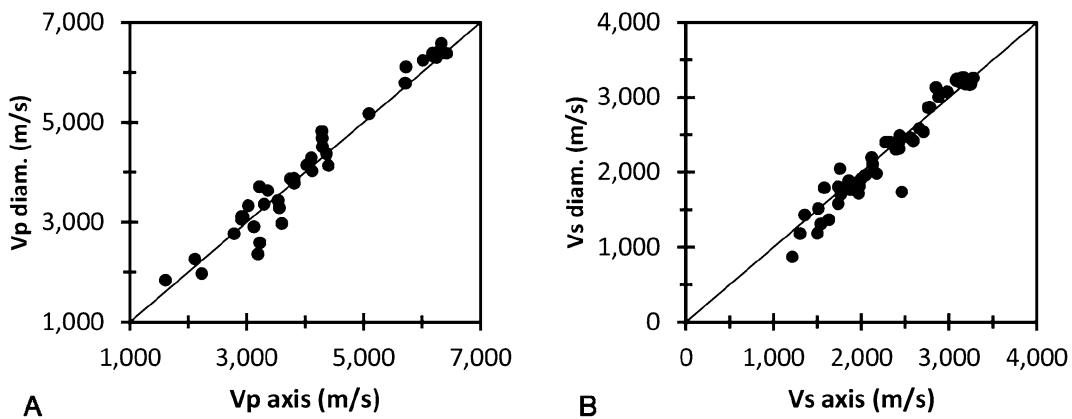 7,000
5,000
3,000
1,000
Vp diam. (m/s)
1,000 3,000 5,000 7,000
Vp axis (m/s)
A
4,000
3,000
2,000
1,000
0
Vs diam. (m/s)
0 1,000 2,000 3,000 4,000
Vs axis (m/s)
B